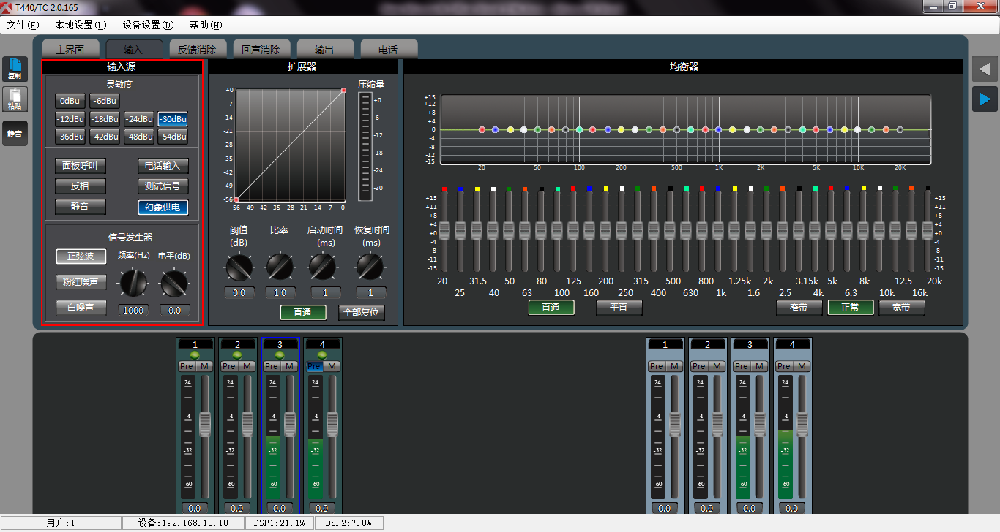 T440/TC 2.0.165
文件(F) 本地设置(L) 设备设置(D) 帮助(H)
主界面 输入 反馈消除 回声消除 输出 电话
复制
粘贴
静音
输入源
灵敏度
0dBu -6dBu
-12dBu -18dBu -24dBu -30dBu
-36dBu -42dBu -48dBu -54dBu
面板呼叫 电话输入
反相 测试信号
静音 幻象供电
信号发生器
正弦波 频率(Hz) 电平(dB)
粉红噪声
白噪声 1000 0.0
扩展器
压缩量
+0
-7
-14
-21
-28
-35
-42
-49
-56
-56 -49 -42 -35 -28 -21 -14 -7 0
+0
-6
-12
-18
-24
-30
阈值 比率 启动时间 恢复时间
(dB) (ms) (ms)
0.0 1.0 1 1
直通 全部复位
均衡器
+15
+12
+8
+4
0
-4
-8
-12
-15
20 50 100 200 500 1K 2K 5K 10K 20K
+15 +15
+11 +11
+8 +8
+4 +4
+0 +0
-4 -4
-8 -8
-11 -11
-15 -15
20 31.5 50 80 125 200 315 500 800 1.25k 2k 3.15k 5k 8k 12.5 20k
25 40 63 100 160 250 400 630 1k 1.6 2.5 4k 6.3 10k 16k
直通 平直 窄带 正常 宽带
1 2 3 4 1 2 3 4
Pre M Pre M Pre M Pre M Pre M Pre M Pre M Pre M
24 24 24 24 24 24 24 24
-4 -4 -4 -4 -4 -4 -4 -4
-32 -32 -32 -32 -32 -32 -32 -32
-60 -60 -60 -60 -60 -60 -60 -60
0.0 0.0 0.0 0.0 0.0 0.0 0.0 0.0
用户:1 设备:192.168.10.10 DSP1:21.1% DSP2:7.0%